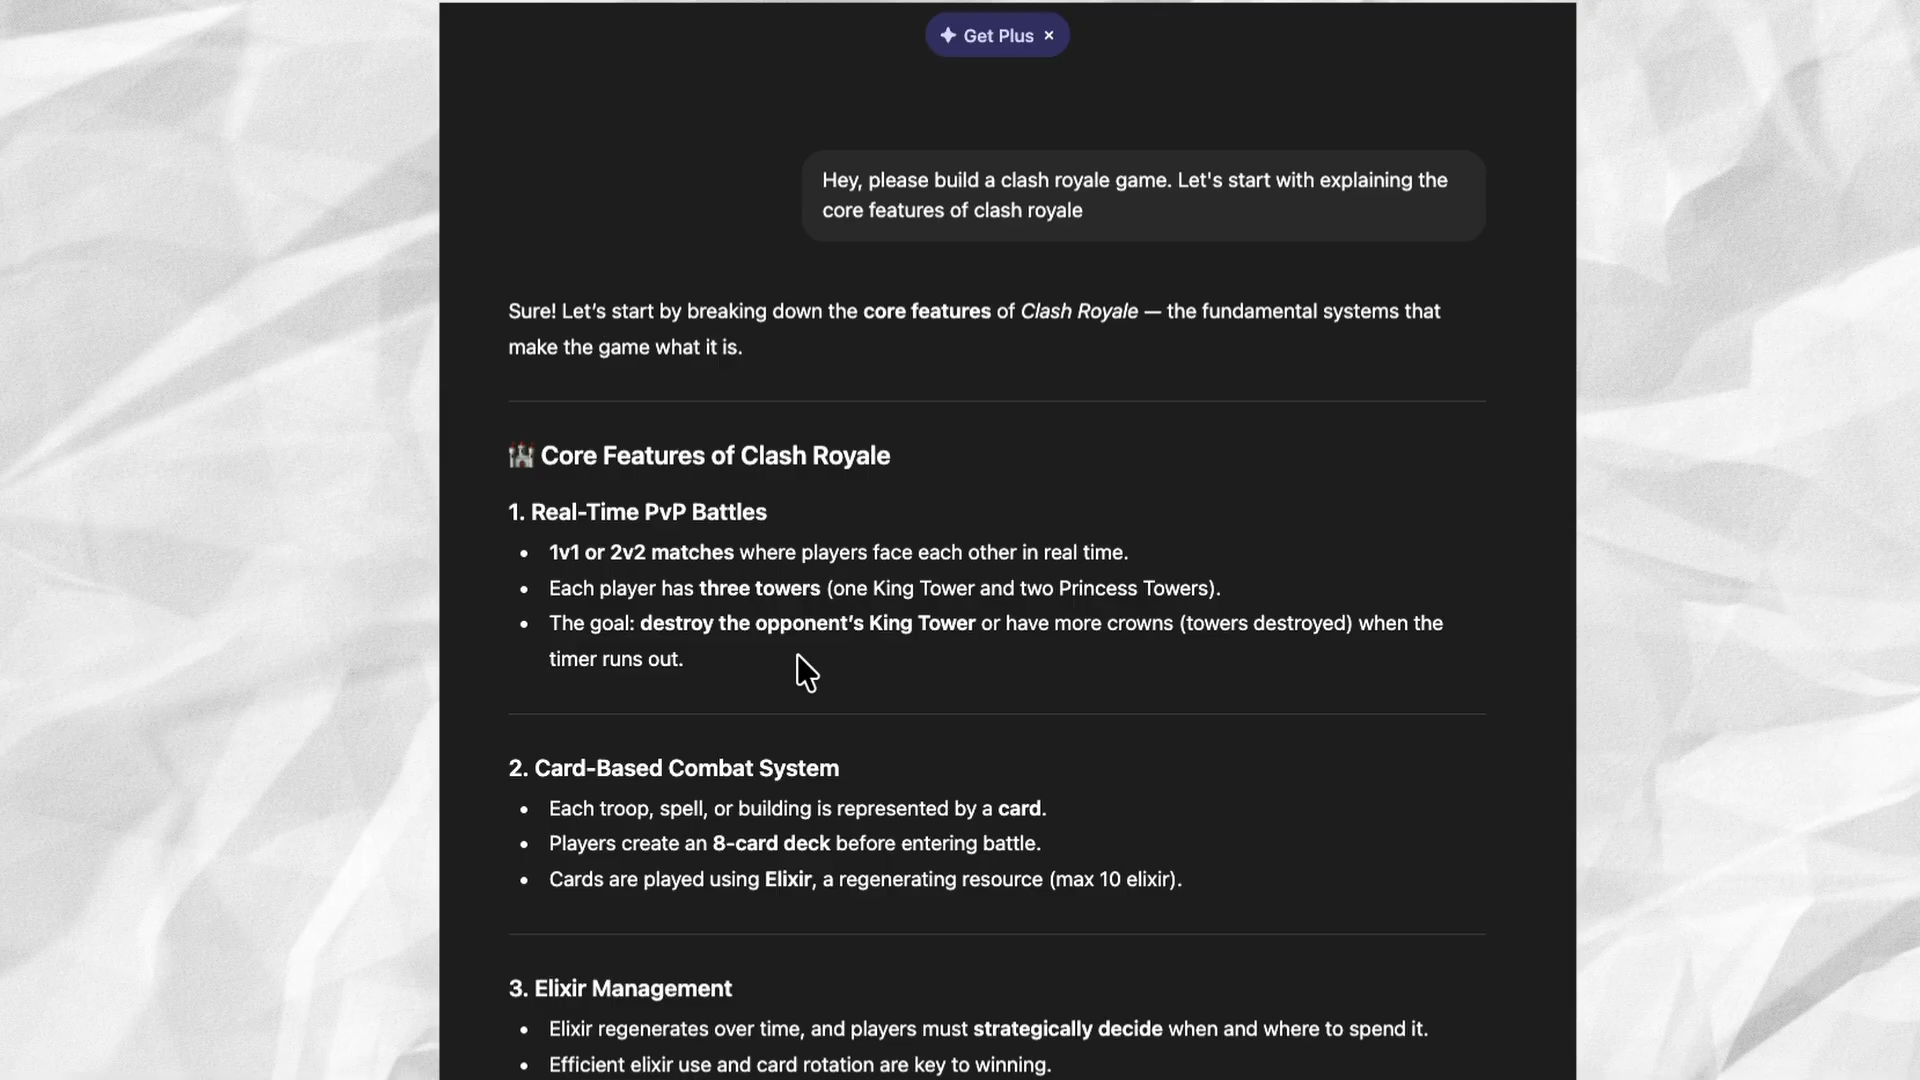 Get Plus ×
Hey, please build a clash royale game. Let's start with explaining the
core features of clash royale
Sure! Let’s start by breaking down the core features of Clash Royale — the fundamental systems that
make the game what it is.
🏰 Core Features of Clash Royale
1. Real-Time PvP Battles
• 1v1 or 2v2 matches where players face each other in real time.
• Each player has three towers (one King Tower and two Princess Towers).
• The goal: destroy the opponent’s King Tower or have more crowns (towers destroyed) when the
timer runs out.
2. Card-Based Combat System
• Each troop, spell, or building is represented by a card.
• Players create an 8-card deck before entering battle.
• Cards are played using Elixir, a regenerating resource (max 10 elixir).
3. Elixir Management
• Elixir regenerates over time, and players must strategically decide when and where to spend it.
• Efficient elixir use and card rotation are key to winning.